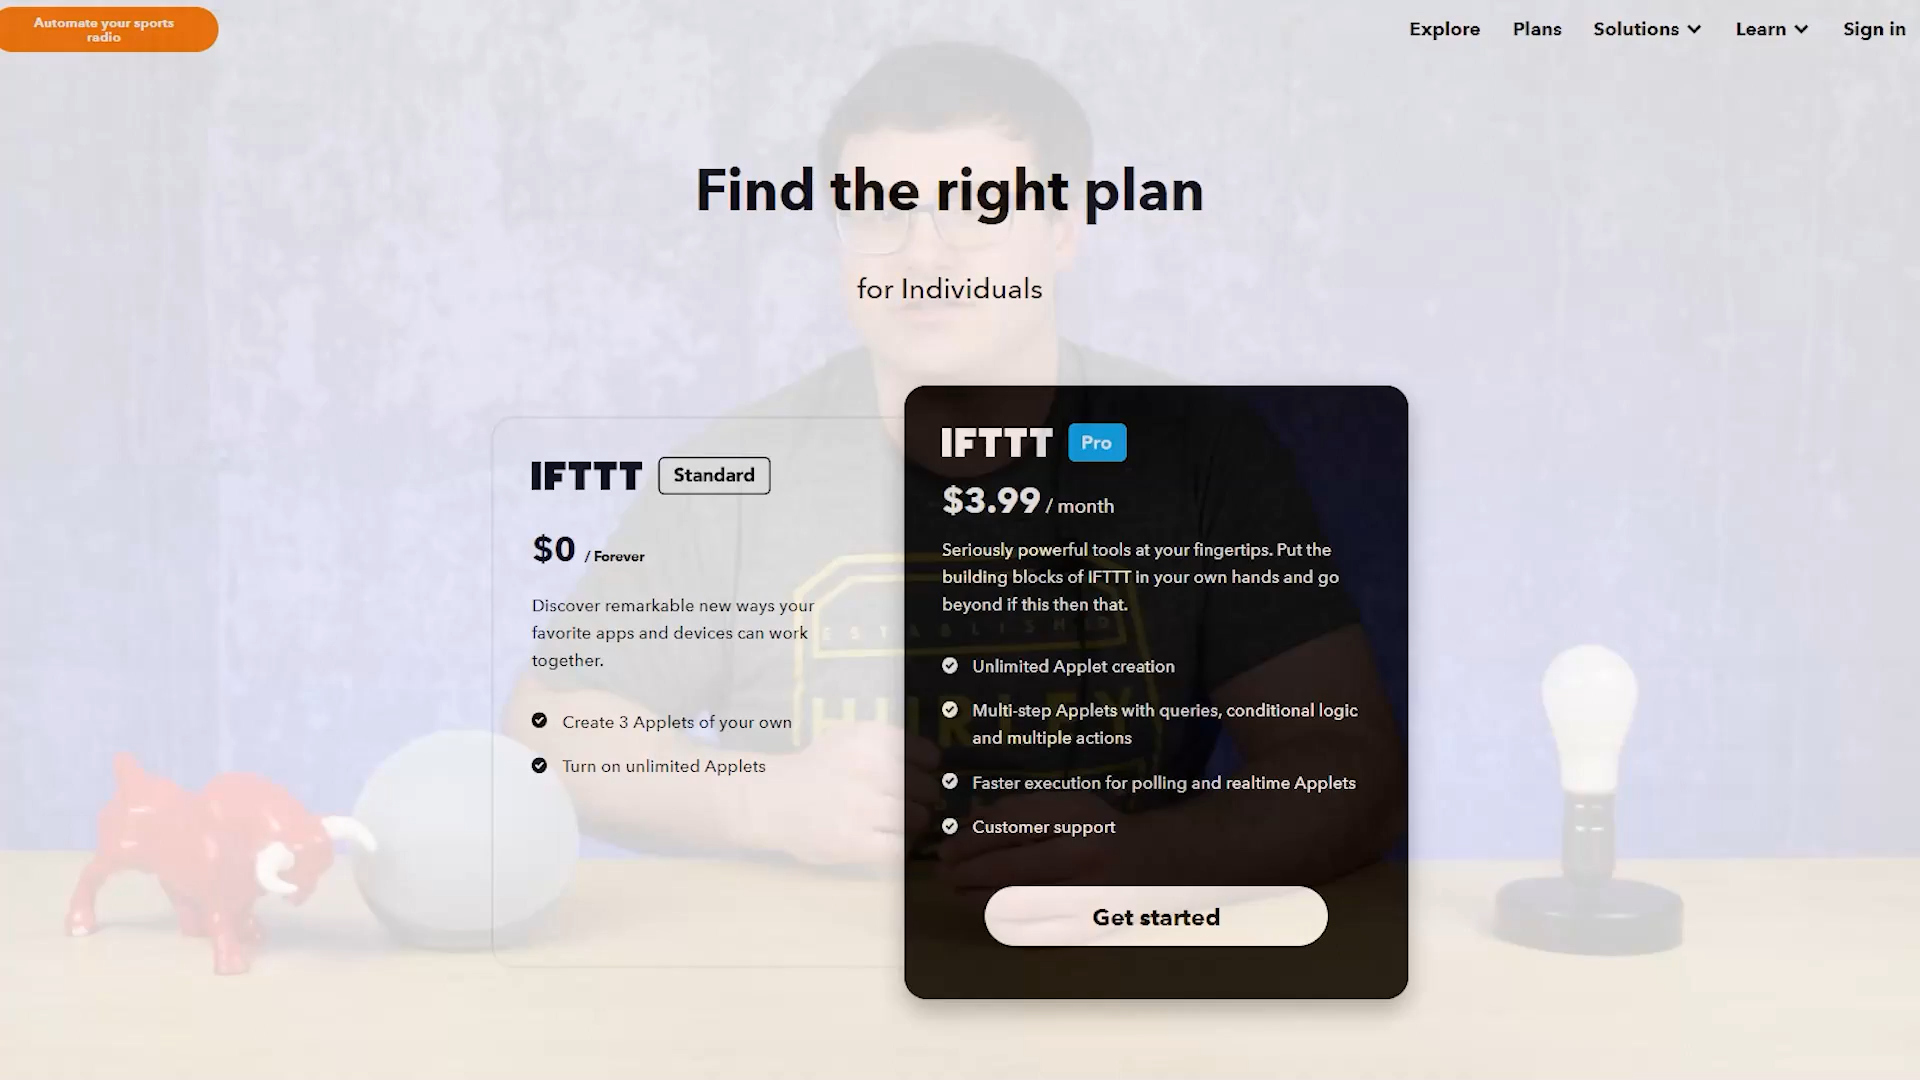 Automate your sports
radio
Explore
Plans
Solutions
Learn
Sign in
Find the right plan
for Individuals
IFTTT Standard
$0 / Forever
Discover remarkable new ways your
favorite apps and devices can work
together.
Create 3 Applets of your own
Turn on unlimited Applets
IFTTT Pro
$3.99 / month
Seriously powerful tools at your fingertips. Put the
building blocks of IFTTT in your own hands and go
beyond if this then that.
Unlimited Applet creation
Multi-step Applets with queries, conditional logic
and multiple actions
Faster execution for polling and realtime Applets
Customer support
Get started
ESTABLISHED
HURLEY